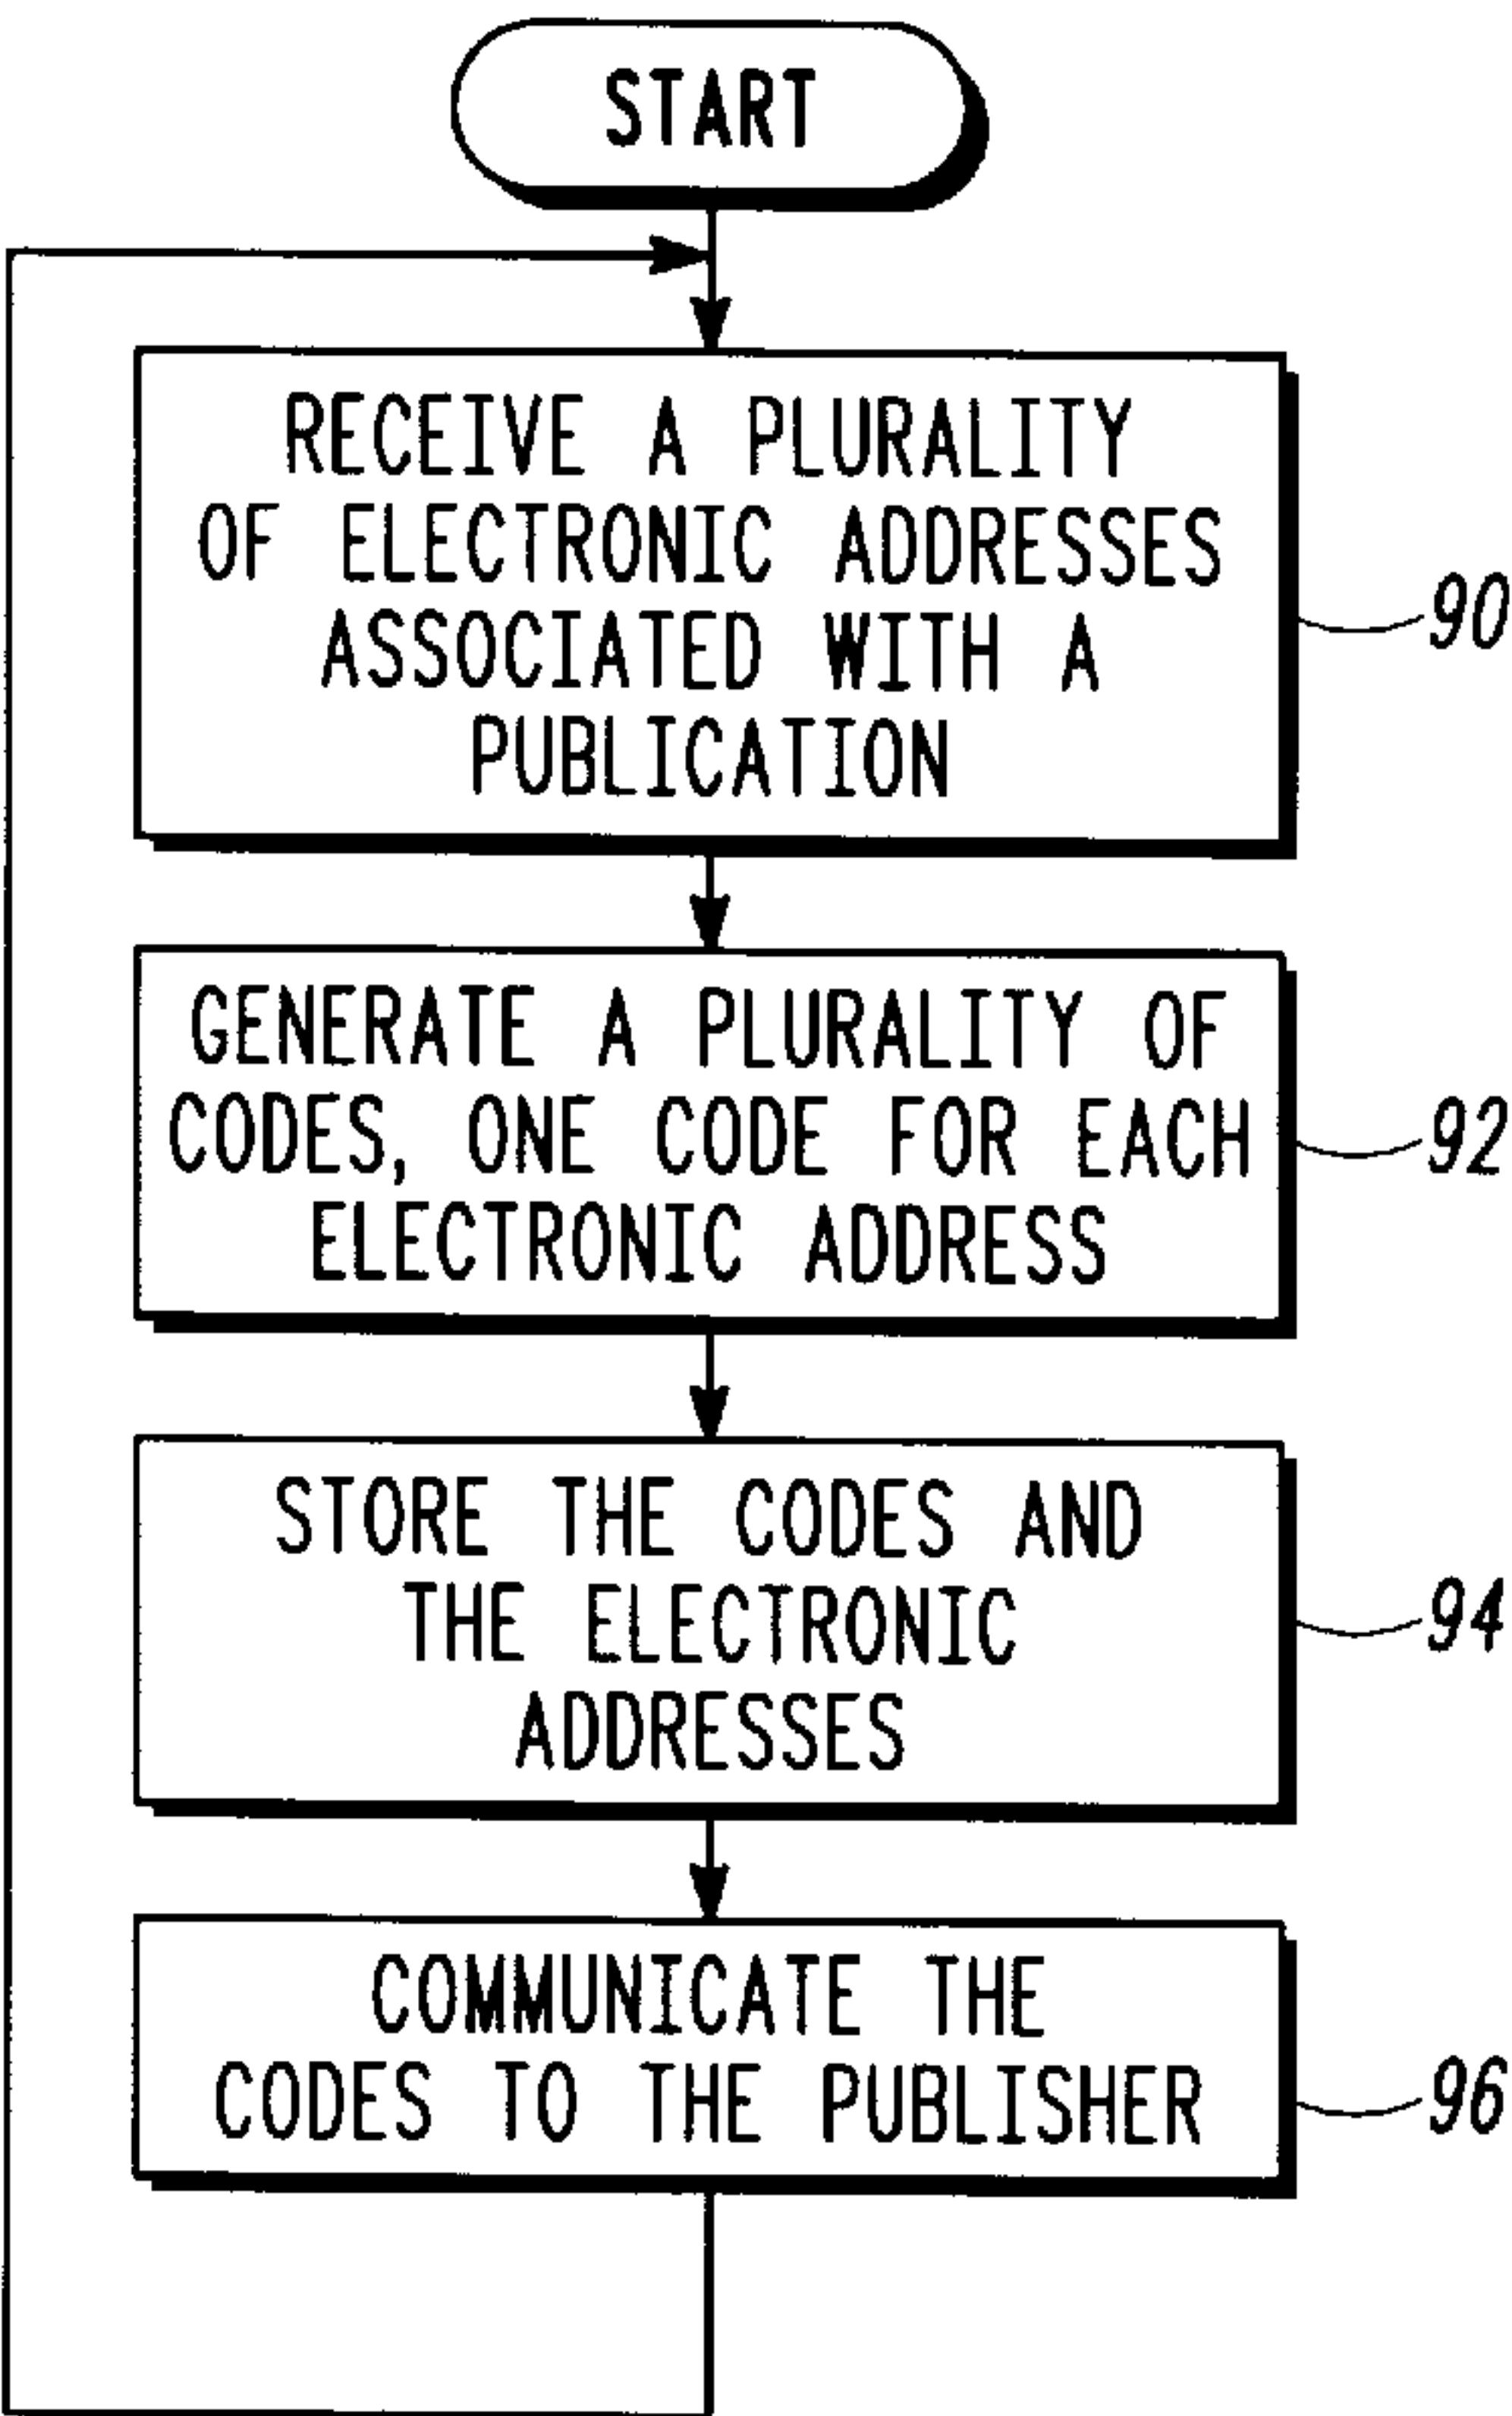 START
RECEIVE A PLURALITY
OF ELECTRONIC ADDRESSES
ASSOCIATED WITH A
PUBLICATION
90
GENERATE A PLURALITY OF
CODES, ONE CODE FOR EACH
ELECTRONIC ADDRESS
92
STORE THE CODES AND
THE ELECTRONIC
ADDRESSES
94
COMMUNICATE THE
CODES TO THE PUBLISHER
96